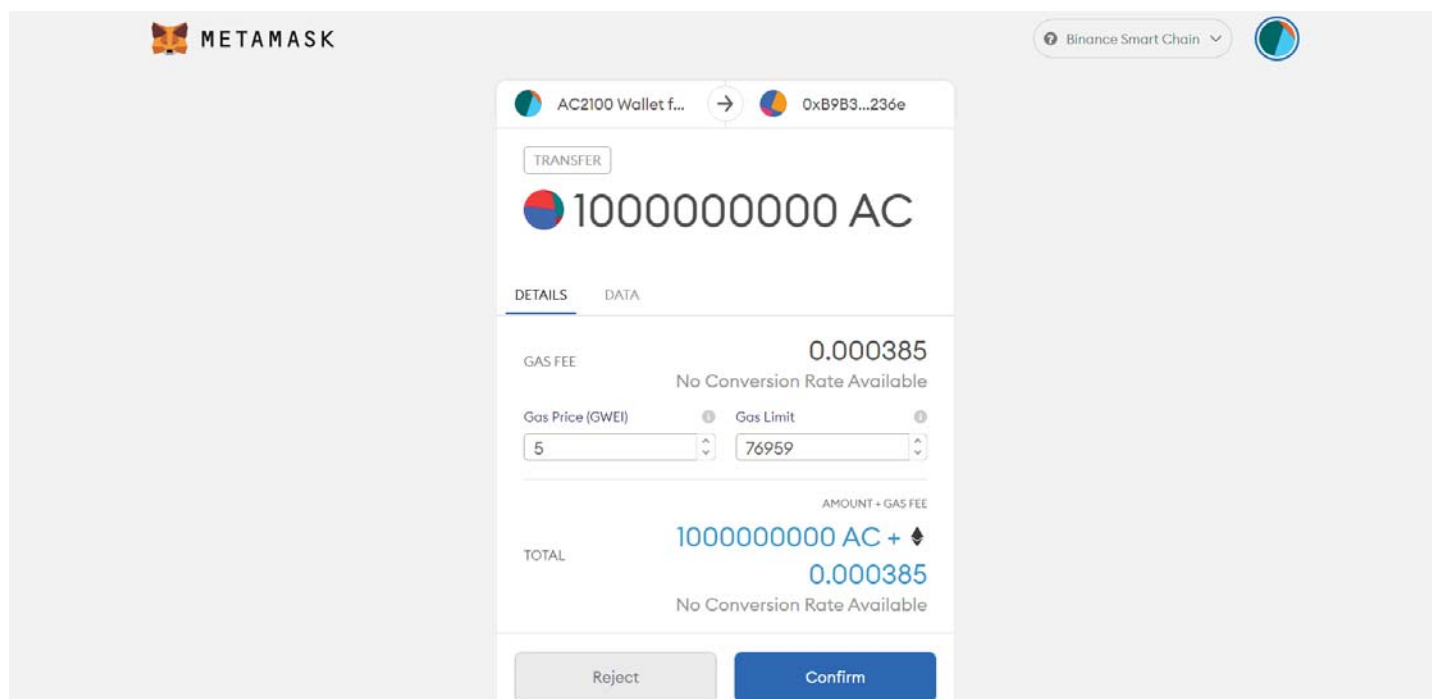 METAMASK
Binance Smart Chain
AC2100 Wallet f...
0xB9B3...236e
TRANSFER
1000000000 AC
DETAILS DATA
GAS FEE
0.000385
No Conversion Rate Available
Gas Price (GWEI) Gas Limit
5 76959
AMOUNT + GAS FEE
TOTAL
1000000000 AC +
0.000385
No Conversion Rate Available
Reject Confirm